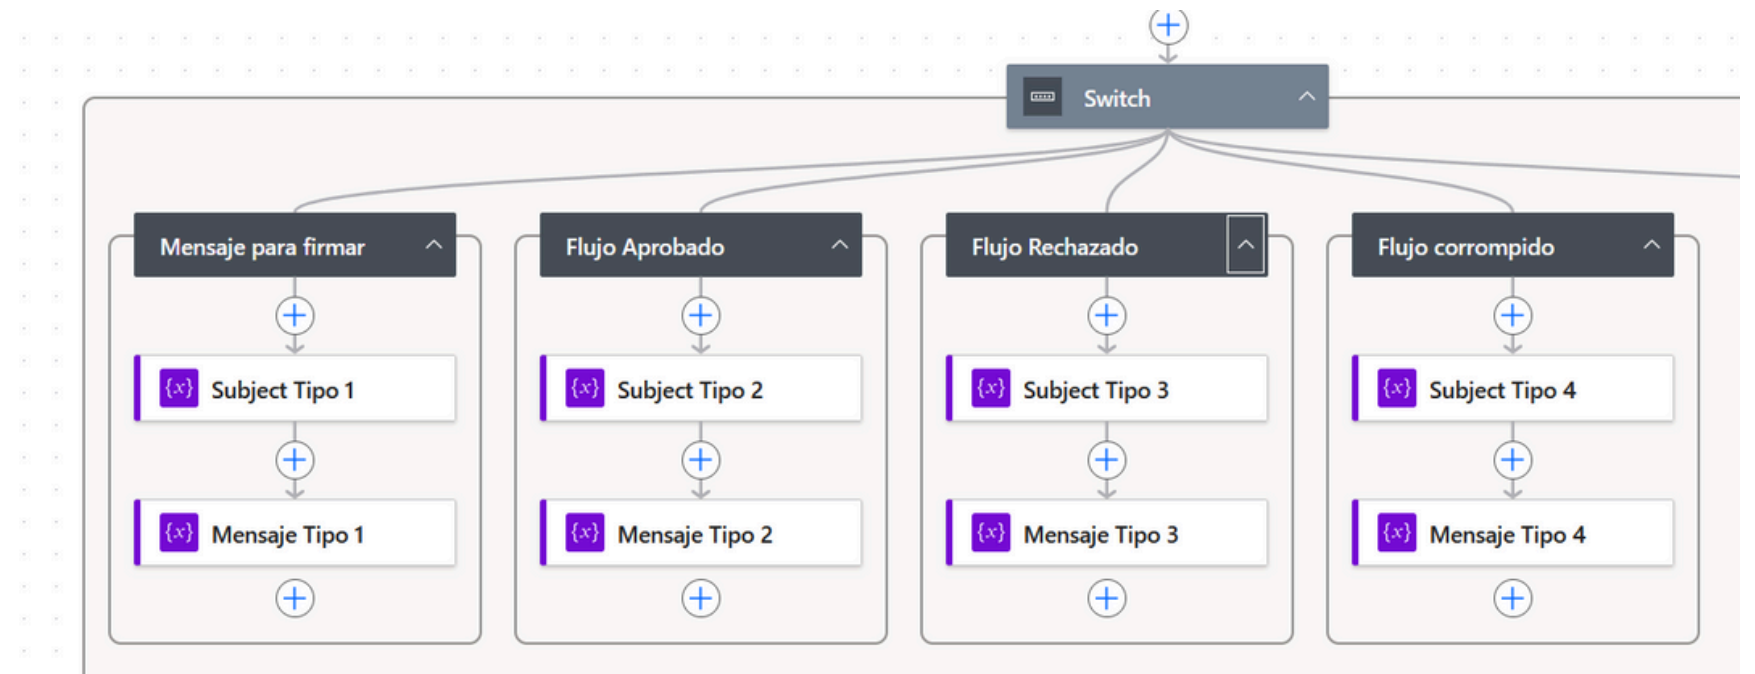 Switch
Mensaje para firmar
Flujo Aprobado
Flujo Rechazado
Flujo corrompido
{x} Subject Tipo 1
{x} Subject Tipo 2
{x} Subject Tipo 3
{x} Subject Tipo 4
{x} Mensaje Tipo 1
{x} Mensaje Tipo 2
{x} Mensaje Tipo 3
{x} Mensaje Tipo 4